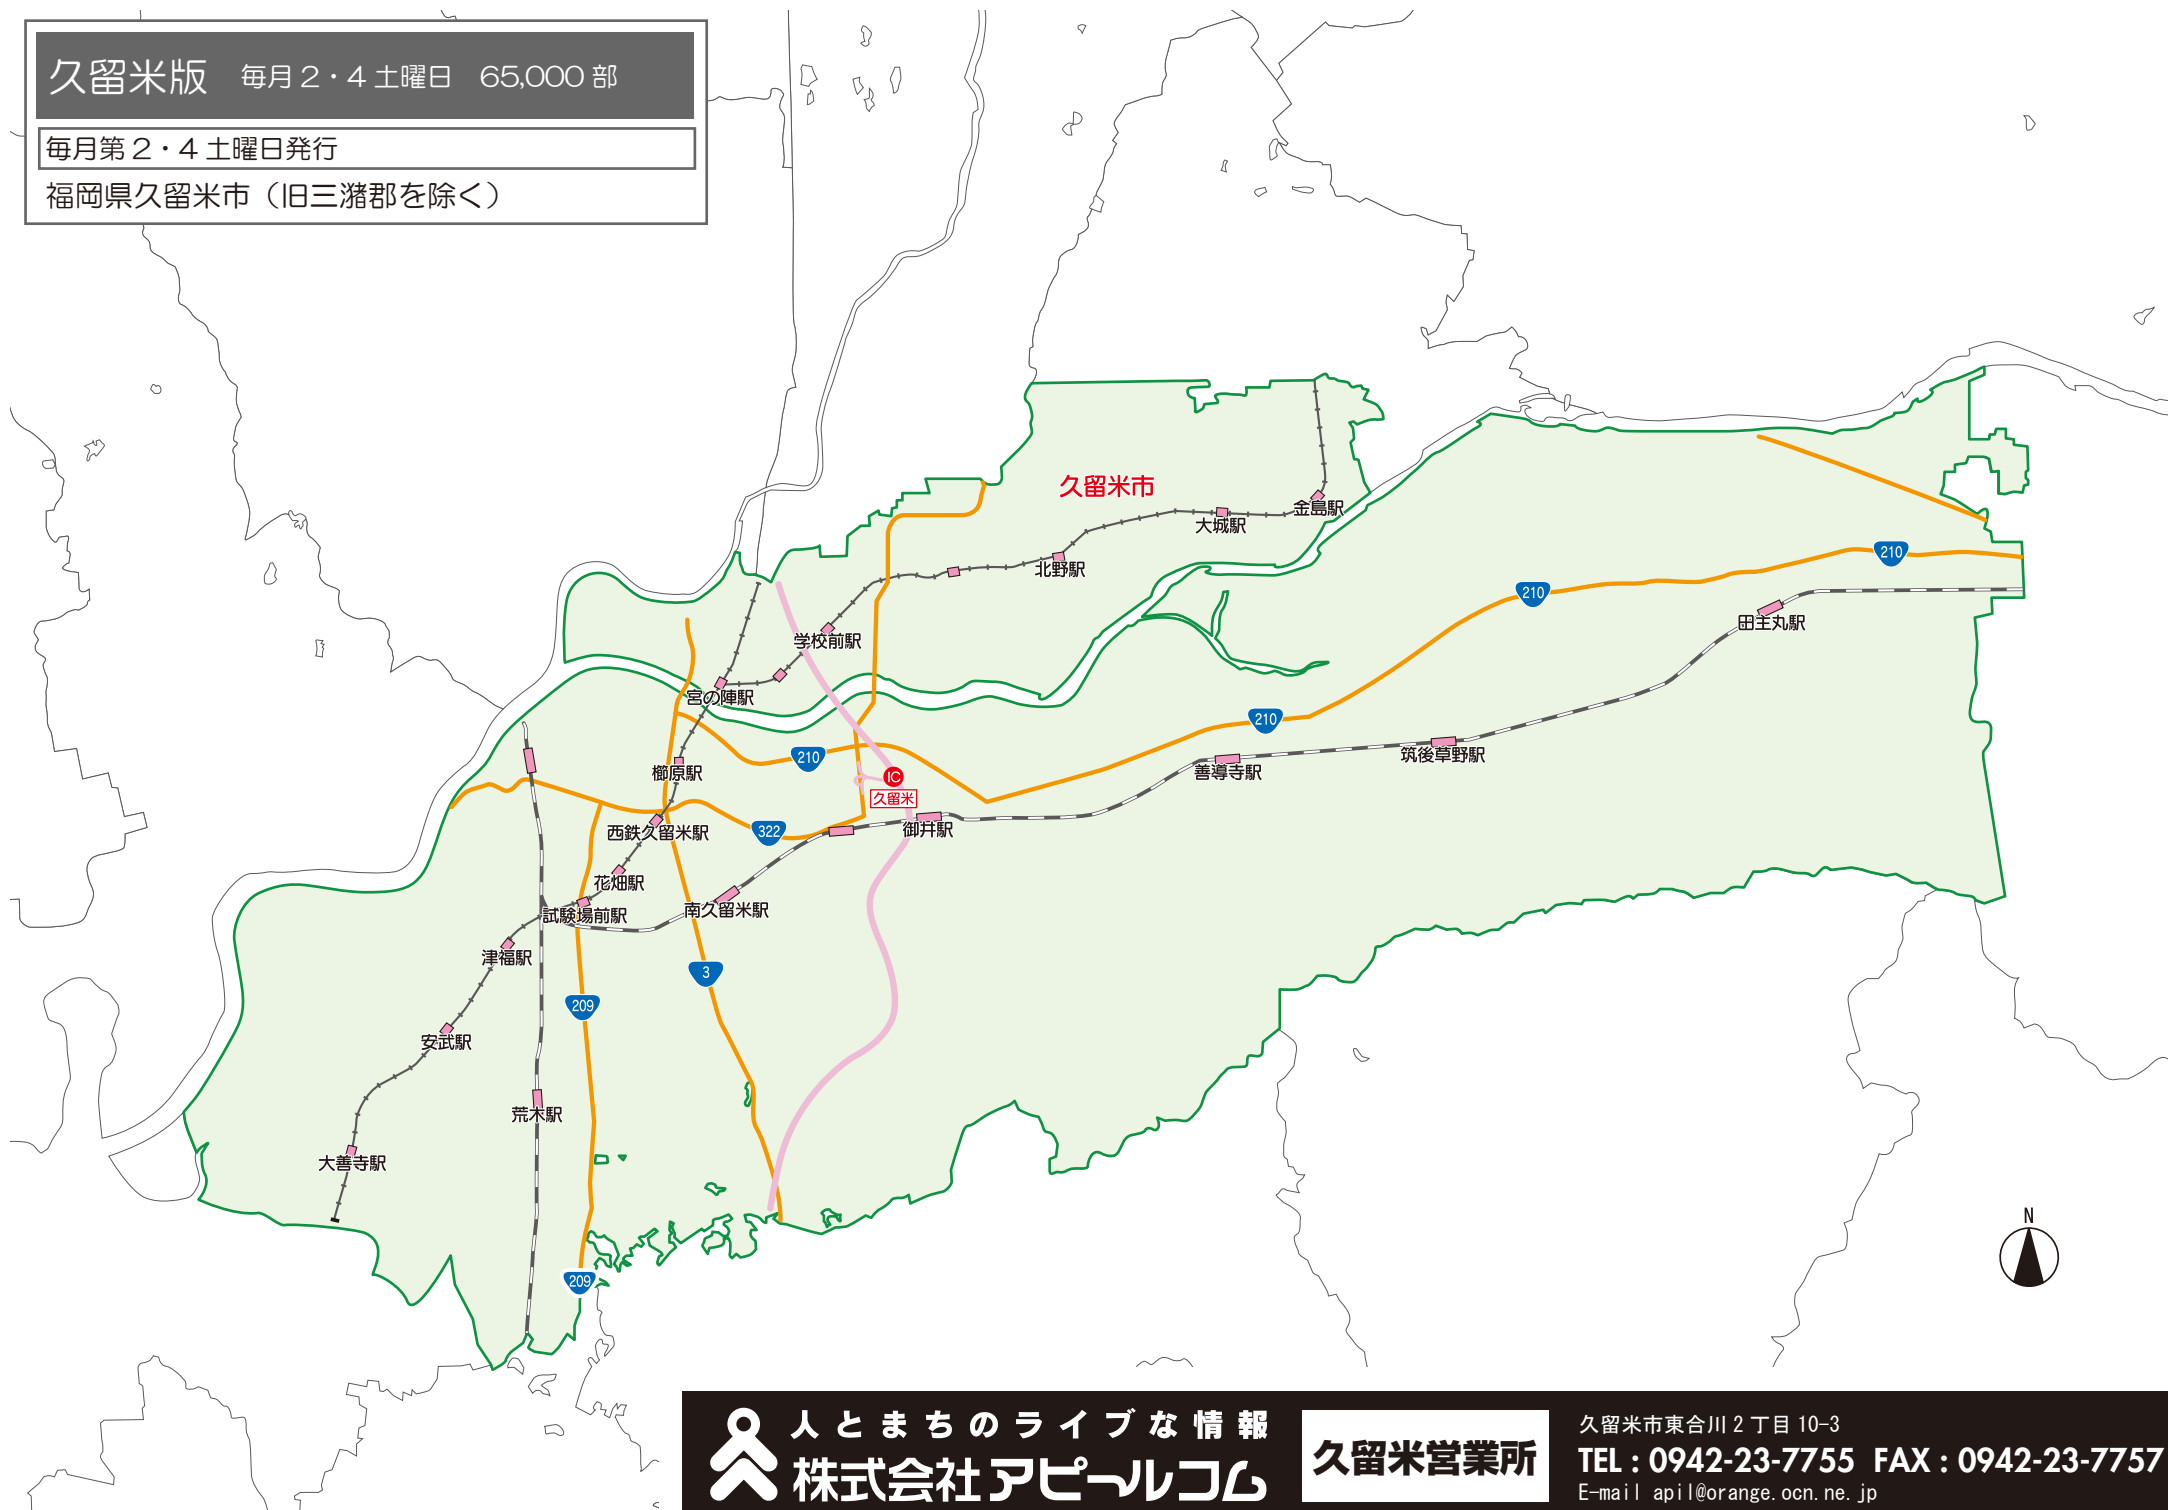 久留米版　毎月2・4土曜日　65,000部
毎月第2・4土曜日発行
福岡県久留米市（旧三潴郡を除く）
久留米市
金島駅
大城駅
北野駅
210
210
田主丸駅
学校前駅
宮の陣駅
210
210
櫛原駅
IC
久留米
善導寺駅
筑後草野駅
西鉄久留米駅
322
御井駅
花畑駅
試験場前駅
南久留米駅
津福駅
3
209
安武駅
荒木駅
大善寺駅
209
N
人とまちのライブな情報
株式会社アピールコム
久留米営業所
久留米市東合川2丁目10-3
TEL : 0942-23-7755 FAX : 0942-23-7757
E-mail apil@orange.ocn.ne.jp